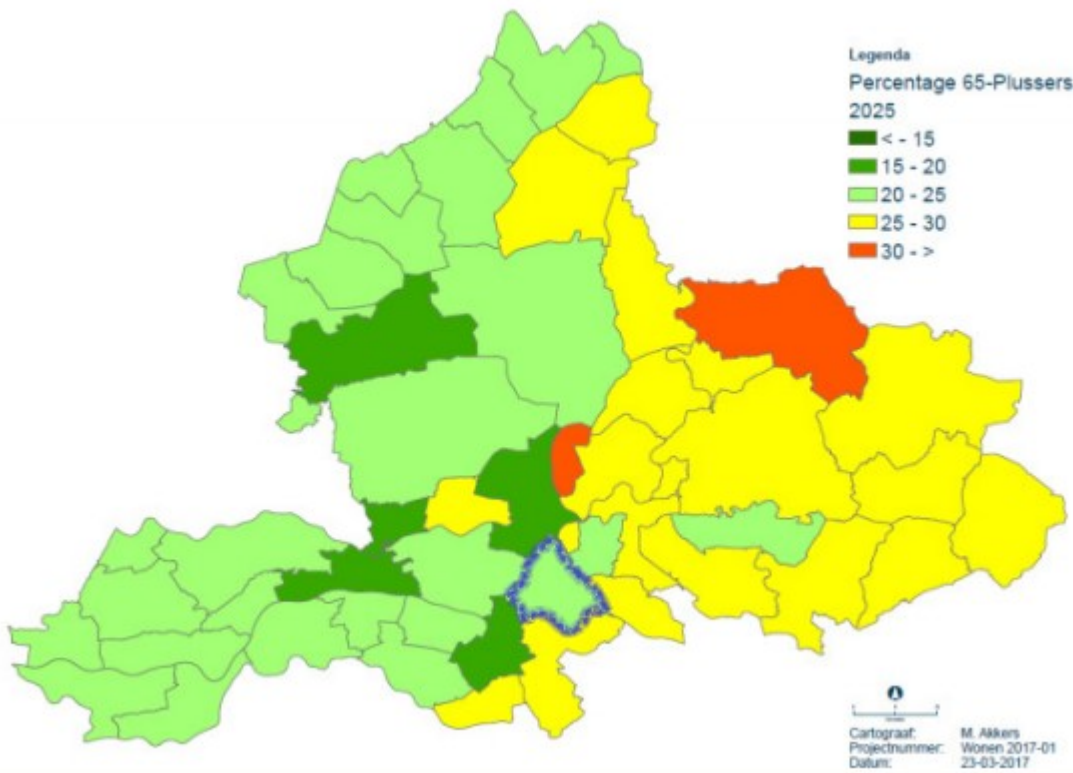 Legenda
Percentage 65-Plussers
2025
< - 15
15 - 20
20 - 25
25 - 30
30 - >
Cartograaf: M. Akkers
Projectnummer: Wonen 2017-01
Datum: 23-03-2017